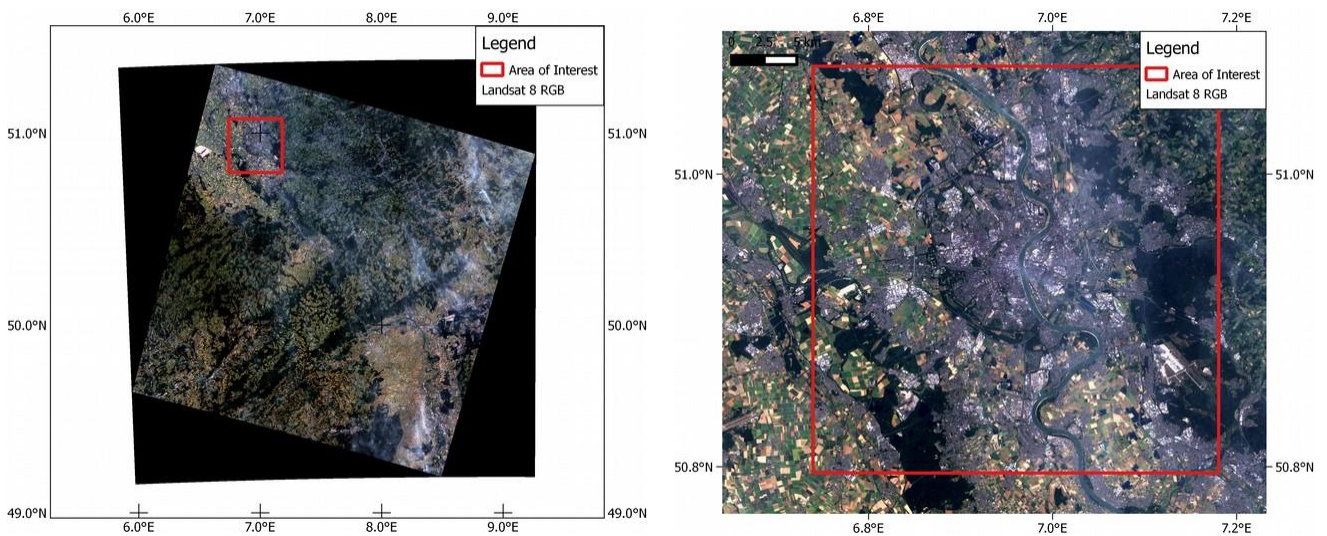 6.0°E 7.0°E 8.0°E 9.0°E
Legend
Area of Interest
Landsat 8 RGB
51.0°N 51.0°N
50.0°N 50.0°N
49.0°N 49.0°N
6.0°E 7.0°E 8.0°E 9.0°E
6.8°E 7.0°E 7.2°E
0 2.5 5 km
Legend
Area of Interest
Landsat 8 RGB
51.0°N 51.0°N
50.8°N 50.8°N
6.8°E 7.0°E 7.2°E